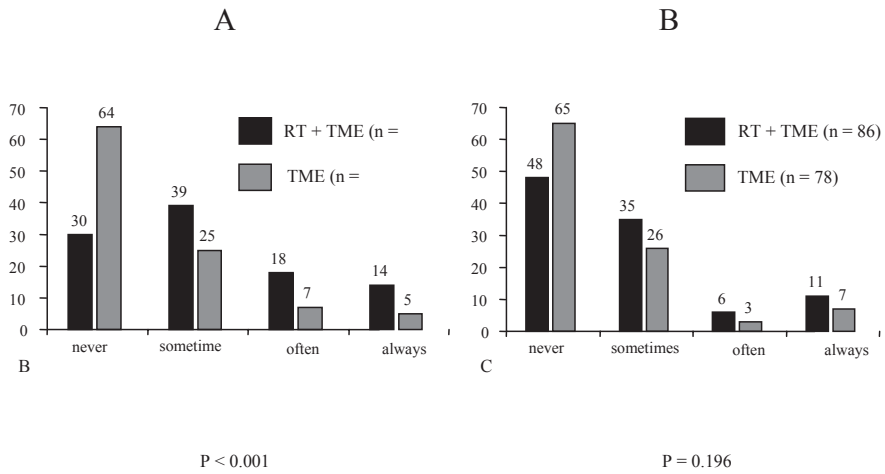 A
70
60
50
40
30
20
10
0
64
30
39
25
18
7
14
5
RT + TME (n =
TME (n =
never
sometime
often
always
B
P < 0.001
B
70
60
50
40
30
20
10
0
65
48
35
26
6
3
11
7
RT + TME (n = 86)
TME (n = 78)
never
sometimes
often
always
C
P = 0.196